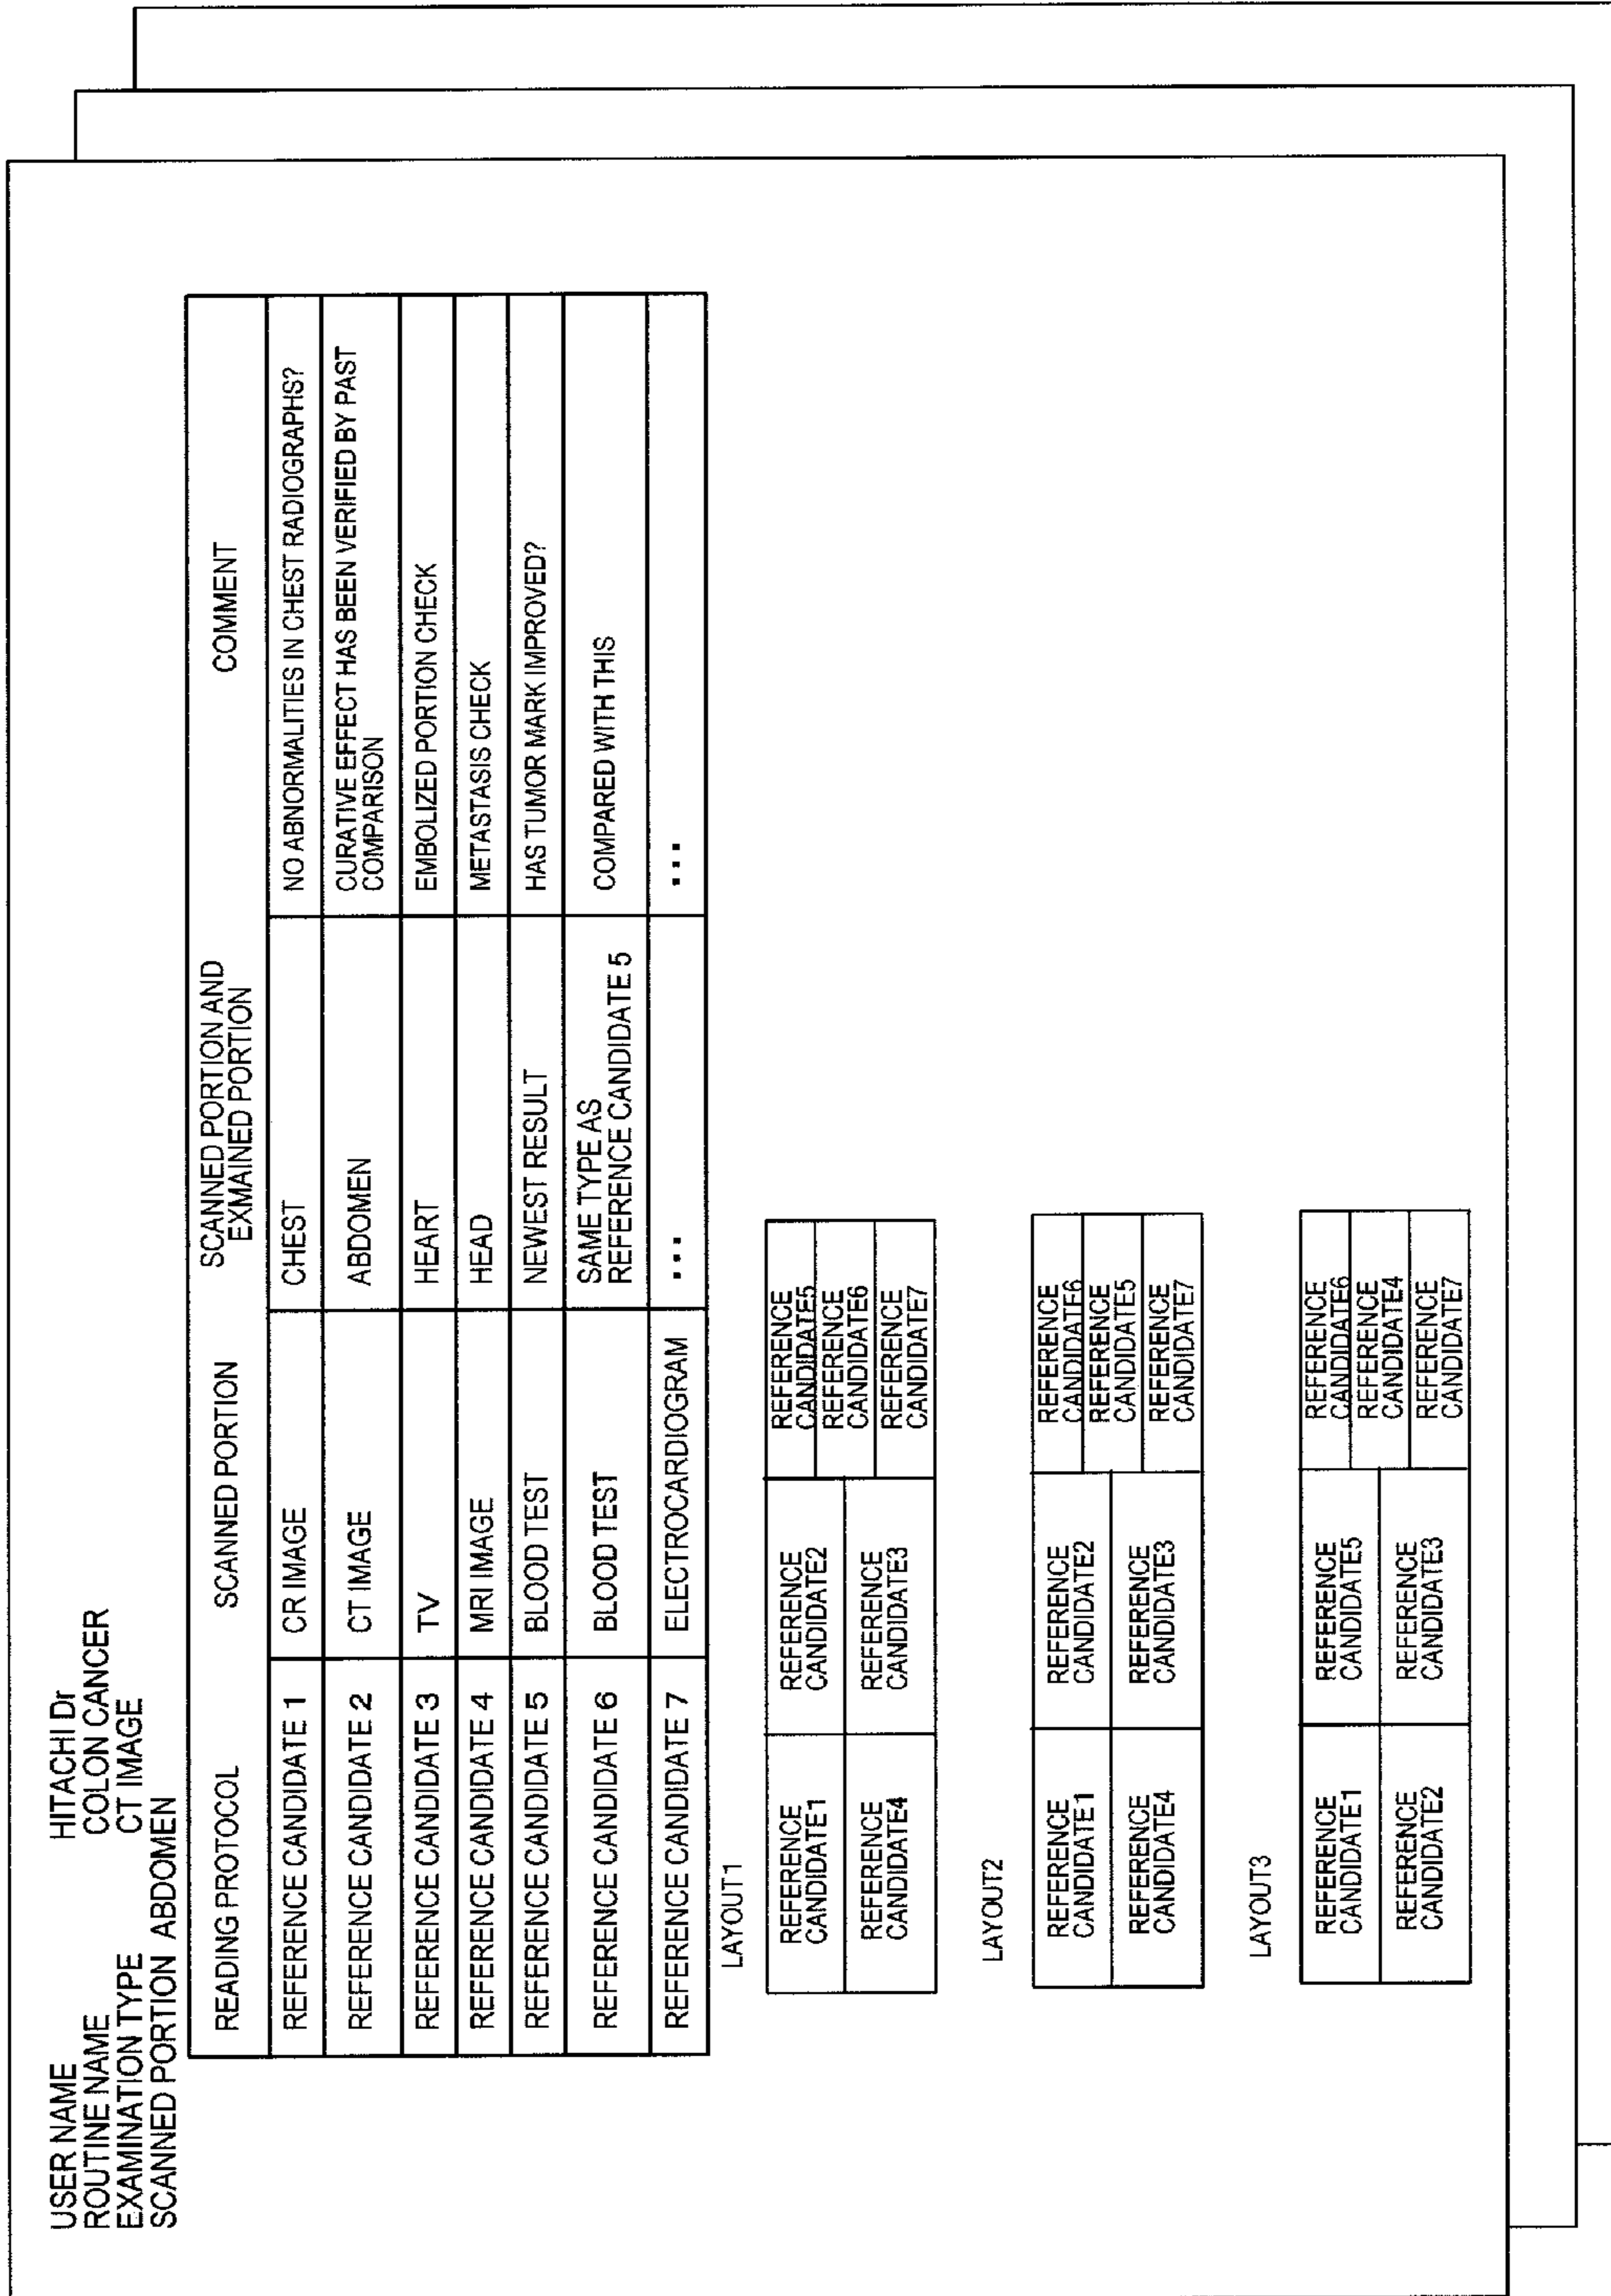 USER NAME HITACHI Dr
ROUTINE NAME COLON CANCER
EXAMINATION TYPE CT IMAGE
SCANNED PORTION ABDOMEN
READING PROTOCOL SCANNED PORTION SCANNED PORTION AND COMMENT
EXMAINED PORTION
REFERENCE CANDIDATE 1 CR IMAGE CHEST NO ABNORMALITIES IN CHEST RADIOGRAPHS?
REFERENCE CANDIDATE 2 CT IMAGE ABDOMEN CURATIVE EFFECT HAS BEEN VERIFIED BY PAST
COMPARISON
REFERENCE CANDIDATE 3 TV HEART EMBOLIZED PORTION CHECK
REFERENCE CANDIDATE 4 MRI IMAGE HEAD METASTASIS CHECK
REFERENCE CANDIDATE 5 BLOOD TEST NEWEST RESULT HAS TUMOR MARK IMPROVED?
REFERENCE CANDIDATE 6 BLOOD TEST SAME TYPE AS COMPARED WITH THIS
REFERENCE CANDIDATE 5
REFERENCE CANDIDATE 7 ELECTROCARDIOGRAM ... ...
LAYOUT1
REFERENCE
CANDIDATE1
REFERENCE
CANDIDATE2
REFERENCE
CANDIDATE5
REFERENCE
CANDIDATE6
REFERENCE
CANDIDATE4
REFERENCE
CANDIDATE3
REFERENCE
CANDIDATE7
LAYOUT2
REFERENCE
CANDIDATE1
REFERENCE
CANDIDATE2
REFERENCE
CANDIDATE6
REFERENCE
CANDIDATE5
REFERENCE
CANDIDATE4
REFERENCE
CANDIDATE3
REFERENCE
CANDIDATE7
LAYOUT3
REFERENCE
CANDIDATE1
REFERENCE
CANDIDATE5
REFERENCE
CANDIDATE6
REFERENCE
CANDIDATE4
REFERENCE
CANDIDATE2
REFERENCE
CANDIDATE3
REFERENCE
CANDIDATE7